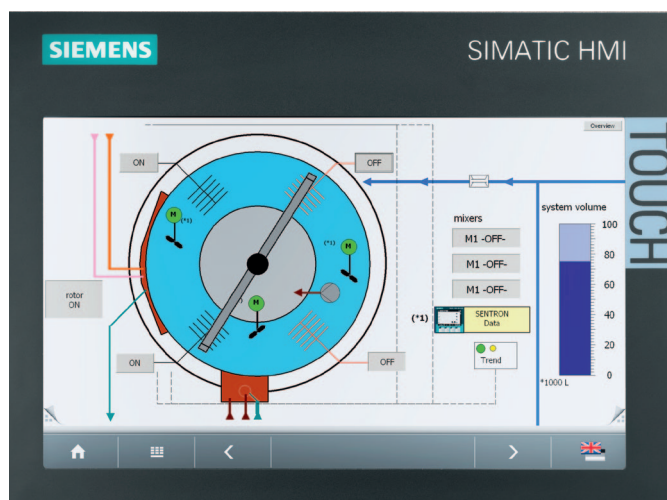 SIEMENS
SIMATIC HMI
TOUCH
Overview
ON
OFF
M
(*1)
(*1)
M
M
mixers
M1 -OFF-
M1 -OFF-
M1 -OFF-
system volume
100
80
60
40
20
0
*1000 L
rotor
ON
(*1)
SENTRON
Data
Trend
ON
OFF